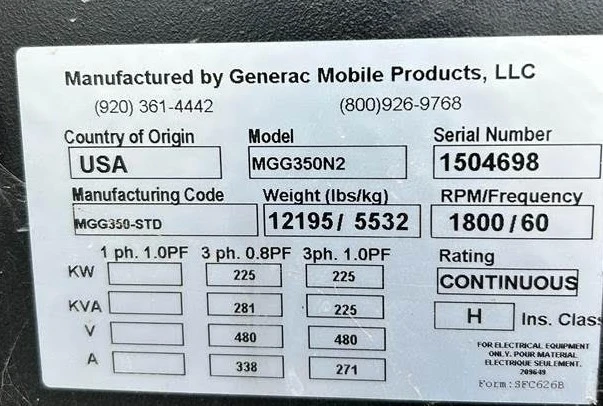 Manufactured by Generac Mobile Products, LLC
(920) 361-4442 (800)926-9768
Country of Origin Model Serial Number
USA MGG350N2 1504698
Manufacturing Code Weight (lbs/kg) RPM/Frequency
MGG350-STD 12195/ 5532 1800/60
1 ph. 1.0PF 3 ph. 0.8PF 3ph. 1.0PF Rating
KW 225 225 CONTINUOUS
KVA 281 225 H Ins. Class
V 480 480
A 338 271
FOR ELECTRICAL EQUIPMENT
ONLY. POUR MATERIAL
ELECTRIQUE SEULEMENT.
209649
Form:SFC626B